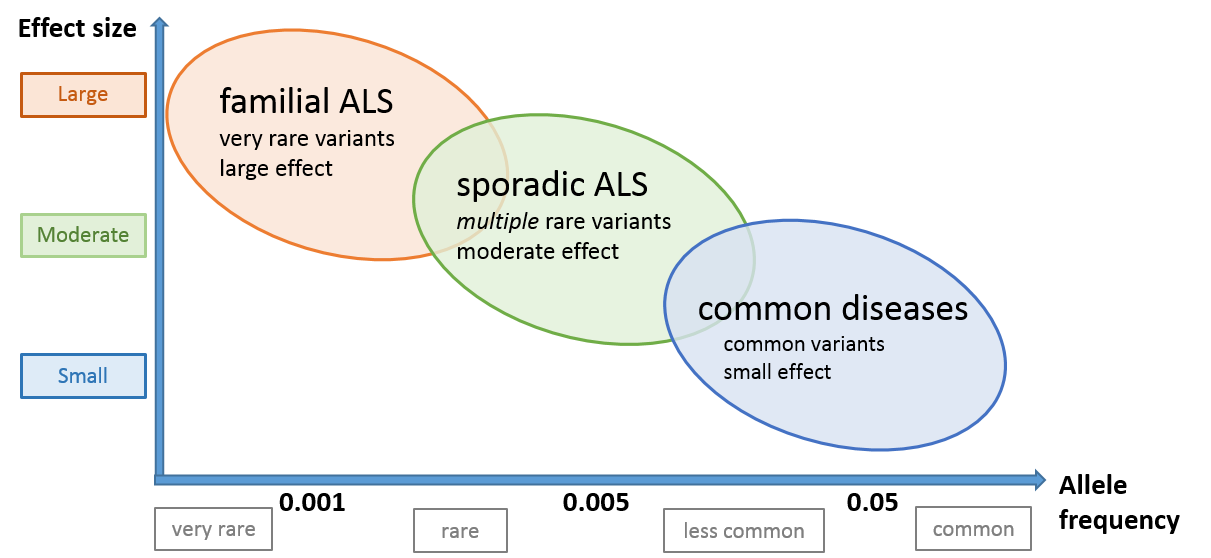 Effect size
Large
familial ALS
very rare variants
large effect
sporadic ALS
multiple rare variants
moderate effect
Moderate
common diseases
common variants
small effect
Small
0.001
0.005
0.05
Allele
frequency
very rare
rare
less common
common